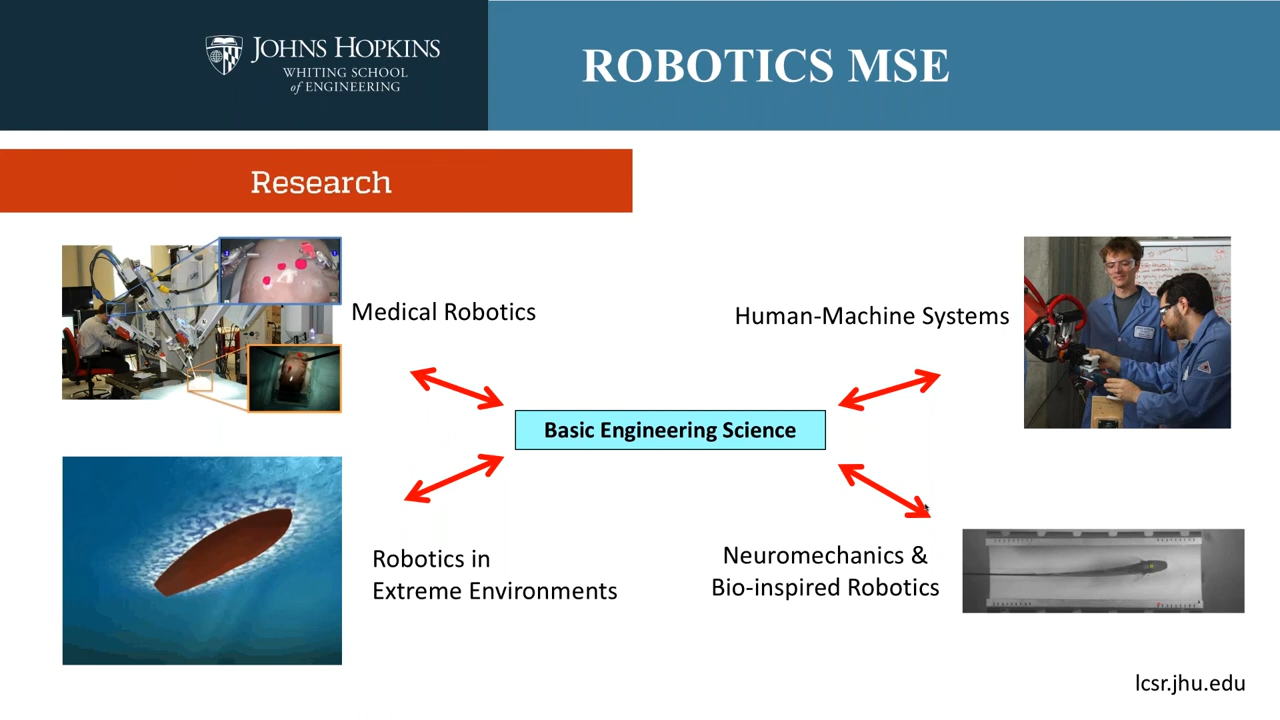 JOHNS HOPKINS
WHITING SCHOOL
of ENGINEERING
ROBOTICS MSE
Research
Medical Robotics
Human-Machine Systems
Basic Engineering Science
Robotics in
Extreme Environments
Neuromechanics &
Bio-inspired Robotics
lcsr.jhu.edu